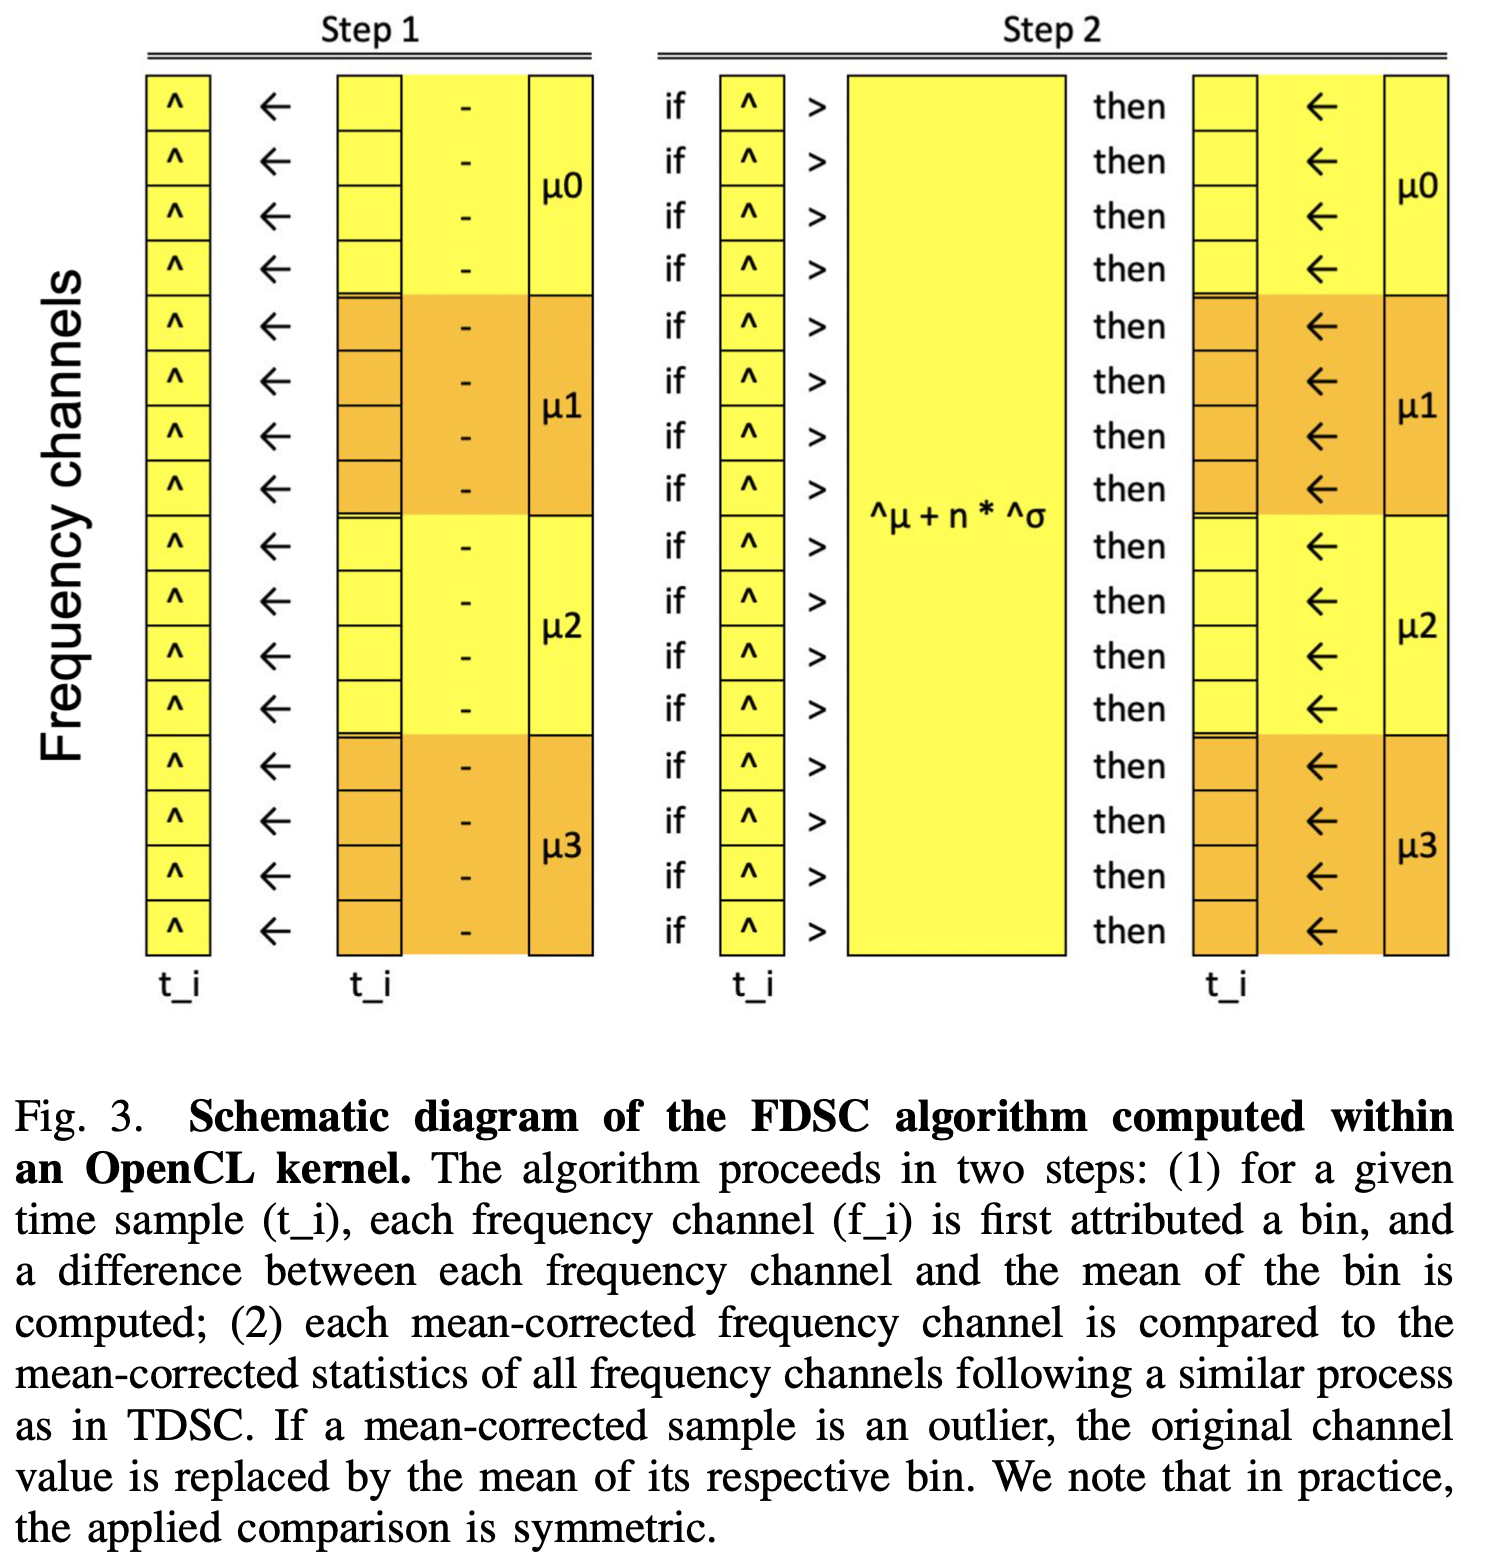 Step 1 Step 2
^ ← - if ^ > then ←
^ ← - if ^ > then ←
μ0 μ0
^ ← - if ^ > then ←
^ ← - if ^ > then ←
^ ← - if ^ > then ←
^ ← - if ^ > then ←
μ1 μ1
^ ← - if ^ > then ←
^ ← - if ^ > then ←
^μ + n * ^σ
Frequency channels
^ ← - if ^ > then ←
^ ← - if ^ > then ←
μ2 μ2
^ ← - if ^ > then ←
^ ← - if ^ > then ←
^ ← - if ^ > then ←
^ ← - if ^ > then ←
μ3 μ3
^ ← - if ^ > then ←
^ ← - if ^ > then ←
t_i t_i t_i t_i
Fig. 3. Schematic diagram of the FDSC algorithm computed within
an OpenCL kernel. The algorithm proceeds in two steps: (1) for a given
time sample (t_i), each frequency channel (f_i) is first attributed a bin, and
a difference between each frequency channel and the mean of the bin is
computed; (2) each mean-corrected frequency channel is compared to the
mean-corrected statistics of all frequency channels following a similar process
as in TDSC. If a mean-corrected sample is an outlier, the original channel
value is replaced by the mean of its respective bin. We note that in practice,
the applied comparison is symmetric.